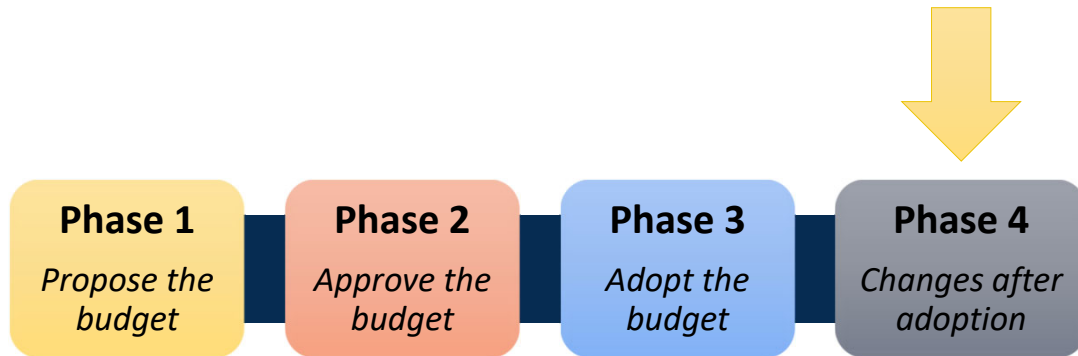 Phase 1
Propose the
budget
Phase 2
Approve the
budget
Phase 3
Adopt the
budget
Phase 4
Changes after
adoption